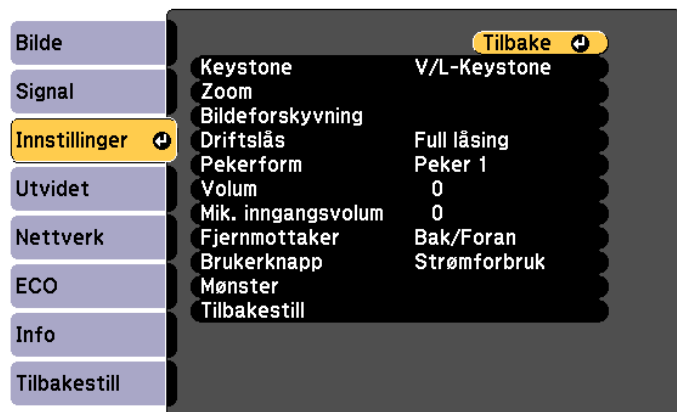 Bilde
Signal
Innstillinger
Utvidet
Nettverk
ECO
Info
Tilbakestill
Tilbake
Keystone V/L-Keystone
Zoom
Bildeforskyvning
Driftslås Full låsing
Pekerform Peker 1
Volum 0
Mik. inngangsvolum 0
Fjernmottaker Bak/Foran
Brukerknapp Strømforbruk
Mønster
Tilbakestill